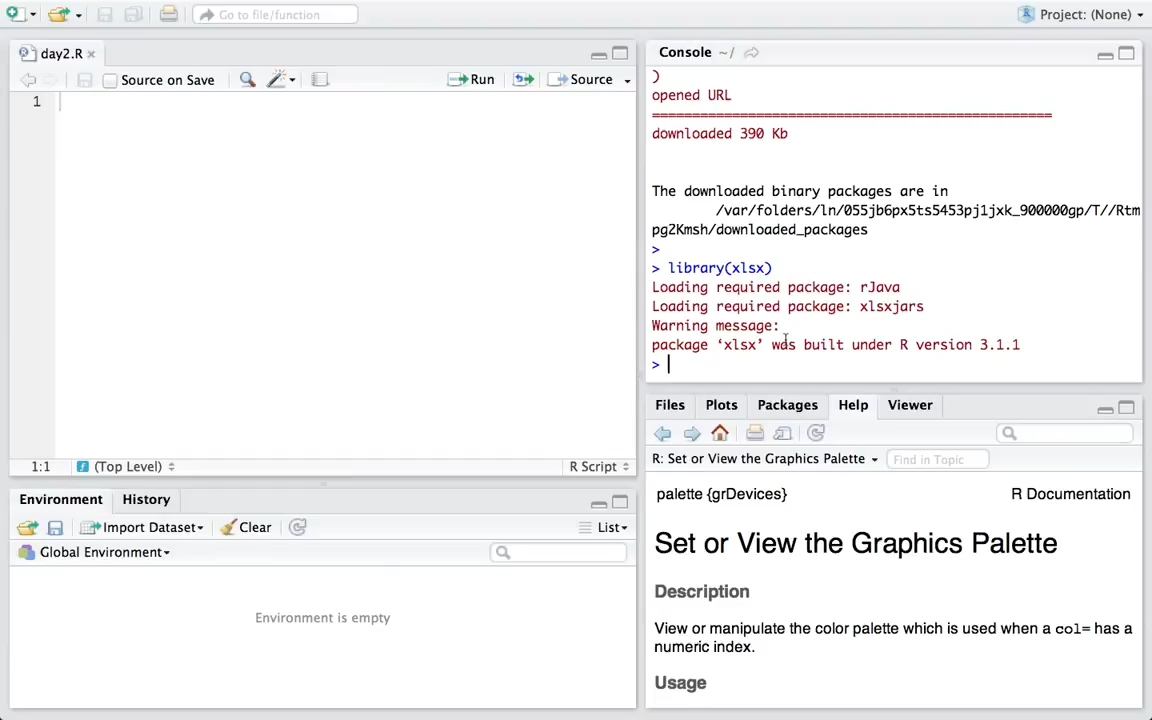 Go to file/function
Project: (None)
day2.R
Source on Save
Run
Source
1
1:1
(Top Level)
R Script
Environment
History
Import Dataset
Clear
List
Global Environment
Environment is empty
Console ~/
)
opened URL
==================================================
downloaded 390 Kb
The downloaded binary packages are in
/var/folders/ln/055jb6px5ts5453pj1jxk_900000gp/T//Rtm
pg2Kmsh/downloaded_packages
>
> library(xlsx)
Loading required package: rJava
Loading required package: xlsxjars
Warning message:
package ‘xlsx’ was built under R version 3.1.1
>
Files
Plots
Packages
Help
Viewer
R: Set or View the Graphics Palette
Find in Topic
palette {grDevices}
R Documentation
Set or View the Graphics Palette
Description
View or manipulate the color palette which is used when a col= has a
numeric index.
Usage